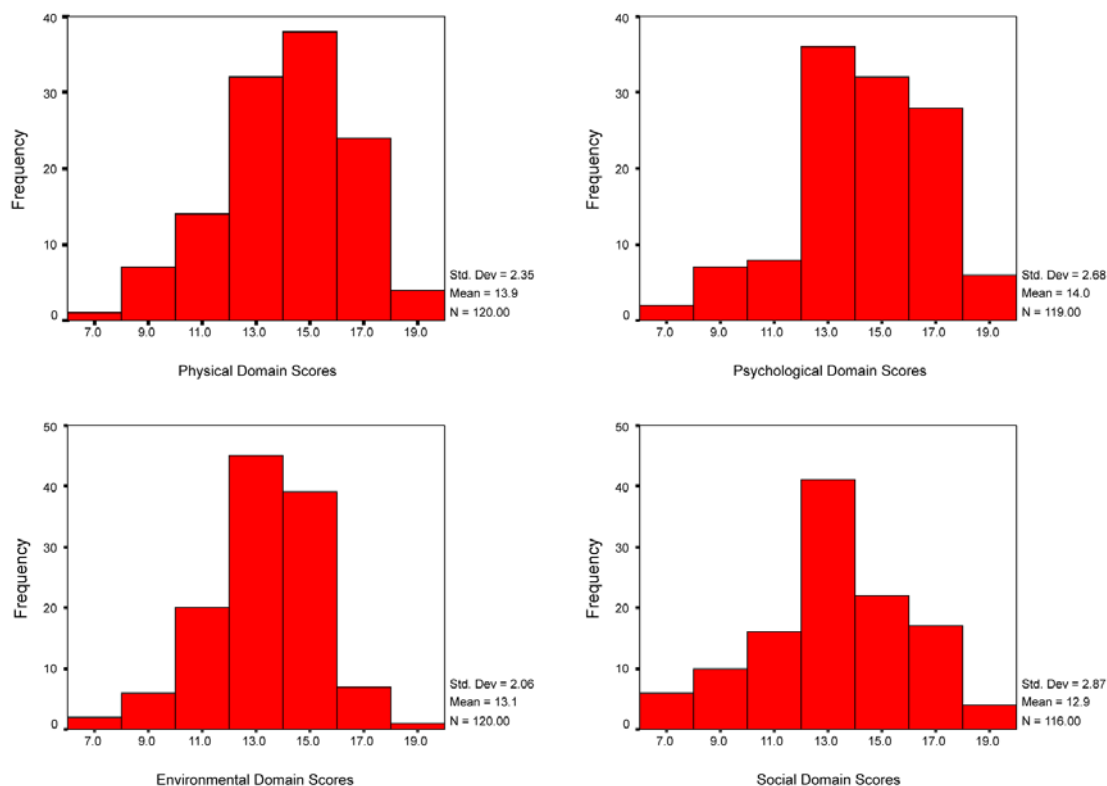 40
30
20
10
0
Frequency
7.0 9.0 11.0 13.0 15.0 17.0 19.0
Physical Domain Scores
Std. Dev = 2.35
Mean = 13.9
N = 120.00
40
30
20
10
0
Frequency
7.0 9.0 11.0 13.0 15.0 17.0 19.0
Psychological Domain Scores
Std. Dev = 2.68
Mean = 14.0
N = 119.00
50
40
30
20
10
0
Frequency
7.0 9.0 11.0 13.0 15.0 17.0 19.0
Environmental Domain Scores
Std. Dev = 2.06
Mean = 13.1
N = 120.00
50
40
30
20
10
0
Frequency
7.0 9.0 11.0 13.0 15.0 17.0 19.0
Social Domain Scores
Std. Dev = 2.87
Mean = 12.9
N = 116.00